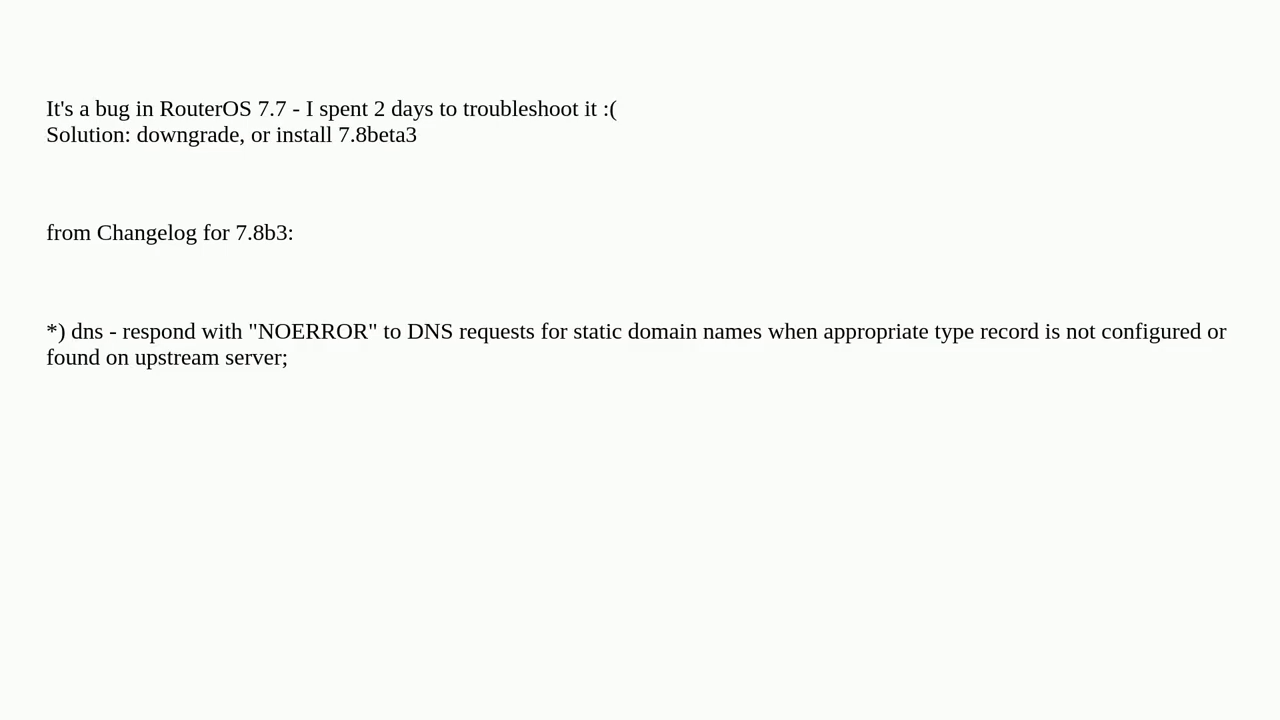 It's a bug in RouterOS 7.7 - I spent 2 days to troubleshoot it :(
Solution: downgrade, or install 7.8beta3
from Changelog for 7.8b3:
*) dns - respond with "NOERROR" to DNS requests for static domain names when appropriate type record is not configured or
found on upstream server;